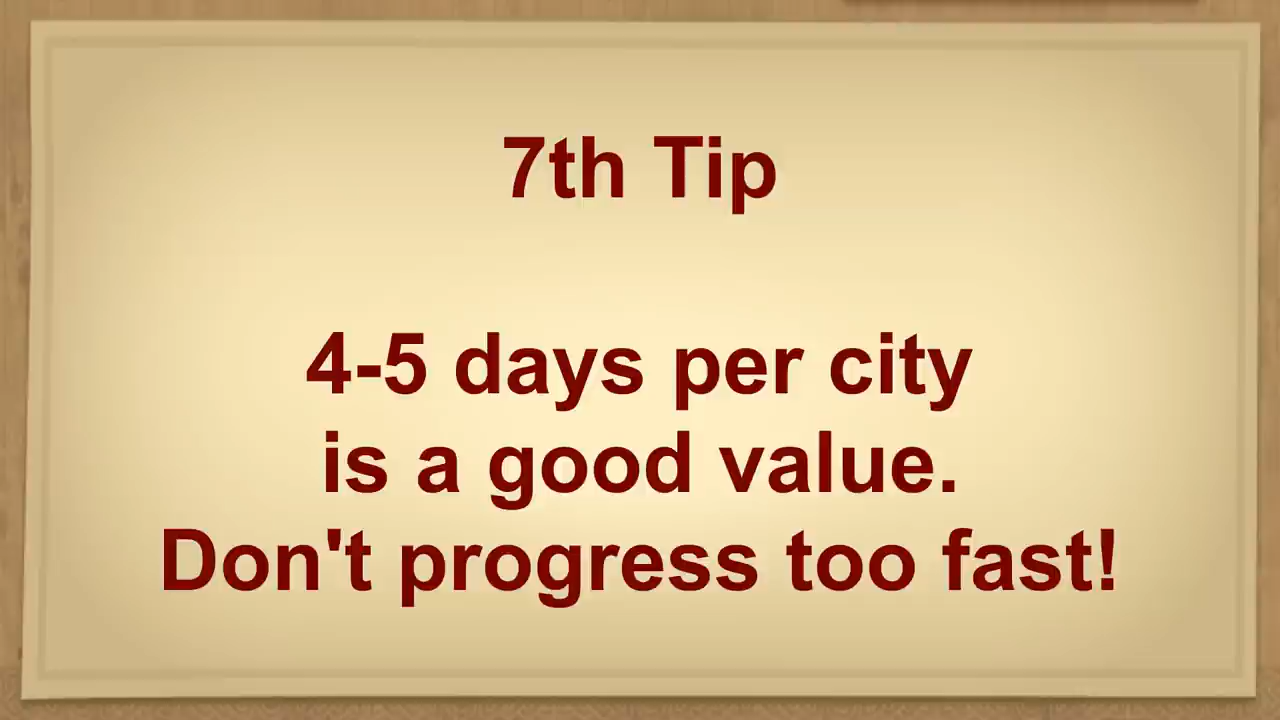 7th Tip
4-5 days per city
is a good value.
Don't progress too fast!